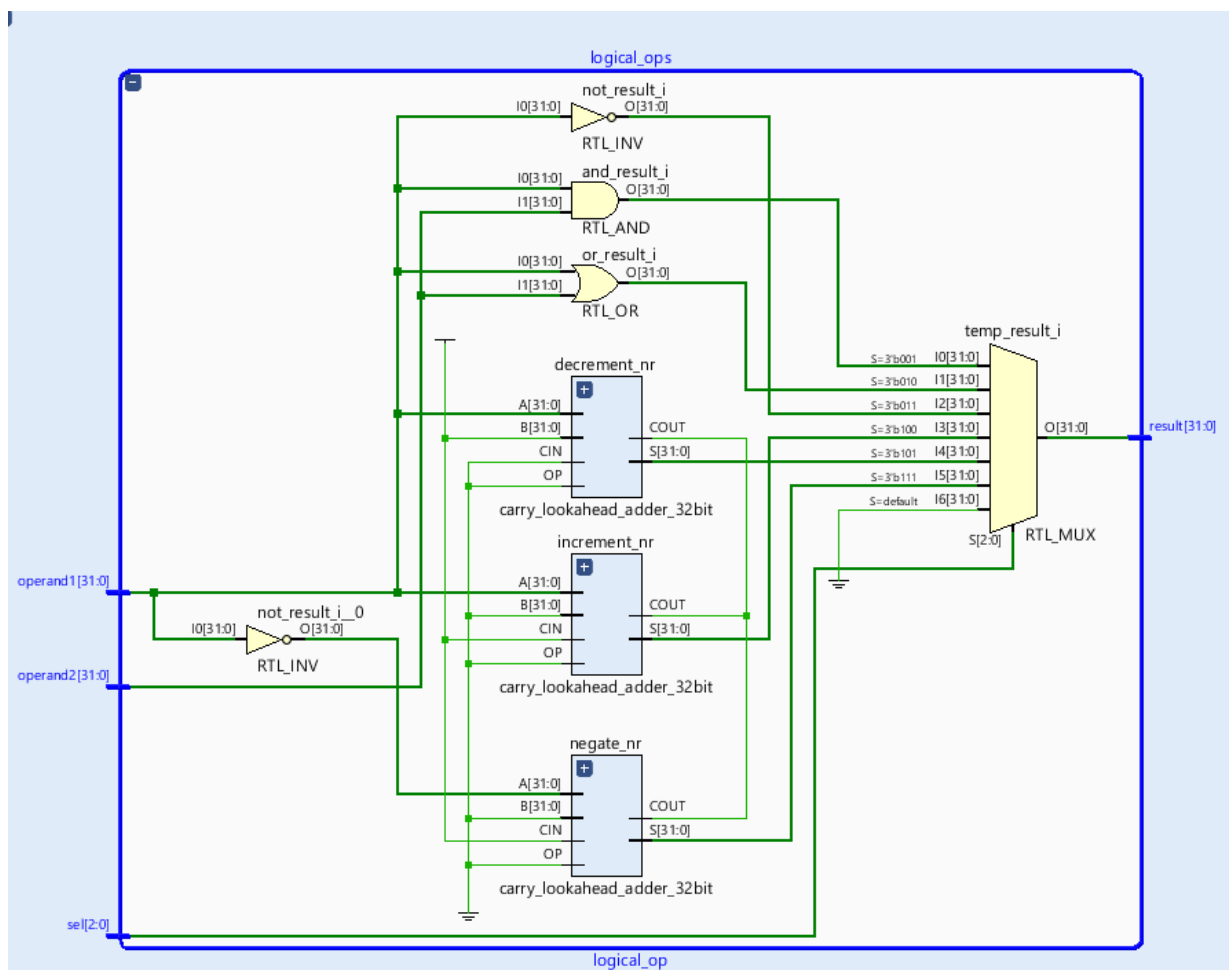 logical_ops
not_result_i
I0[31:0] O[31:0]
RTL_INV
and_result_i
I0[31:0] O[31:0]
I1[31:0]
RTL_AND
or_result_i
I0[31:0] O[31:0]
I1[31:0]
RTL_OR
decrement_nr
A[31:0]
B[31:0] COUT
CIN S[31:0]
OP
carry_lookahead_adder_32bit
increment_nr
A[31:0]
B[31:0] COUT
CIN S[31:0]
OP
carry_lookahead_adder_32bit
negate_nr
A[31:0]
B[31:0] COUT
CIN S[31:0]
OP
carry_lookahead_adder_32bit
temp_result_i
S=3'b001 I0[31:0]
S=3'b010 I1[31:0]
S=3'b011 I2[31:0]
S=3'b100 I3[31:0] O[31:0]
S=3'b101 I4[31:0]
S=3'b111 I5[31:0]
S=default I6[31:0]
S[2:0] RTL_MUX
result[31:0]
operand1[31:0]
not_result_i__0
I0[31:0] O[31:0]
RTL_INV
operand2[31:0]
sel[2:0]
logical_op